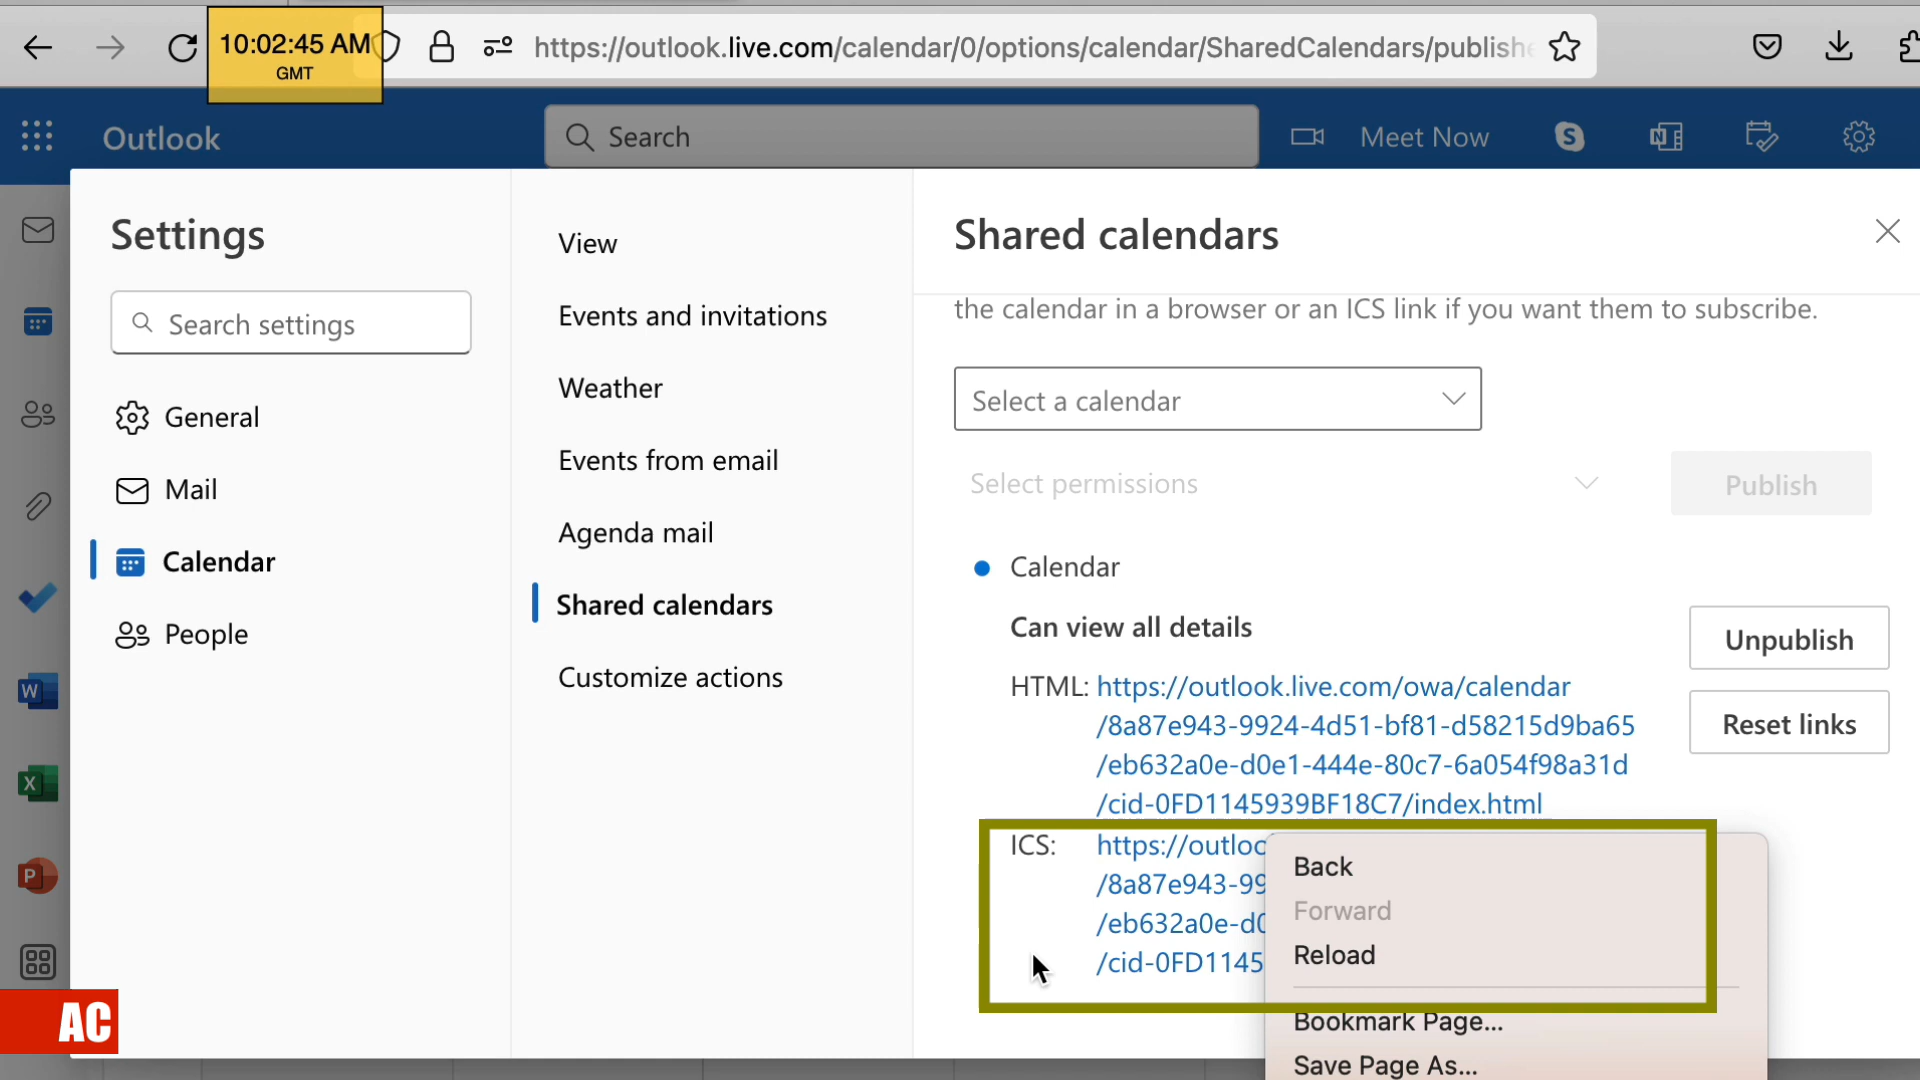 10:02:45 AM
GMT
https://outlook.live.com/calendar/0/options/calendar/SharedCalendars/publishe
Outlook
Search
Meet Now
Settings
Search settings
General
Mail
Calendar
People
View
Events and invitations
Weather
Events from email
Agenda mail
Shared calendars
Customize actions
Shared calendars
the calendar in a browser or an ICS link if you want them to subscribe.
Select a calendar
Select permissions
Publish
Calendar
Can view all details
Unpublish
Reset links
HTML: https://outlook.live.com/owa/calendar
/8a87e943-9924-4d51-bf81-d58215d9ba65
/eb632a0e-d0e1-444e-80c7-6a054f98a31d
/cid-0FD1145939BF18C7/index.html
ICS: https://outloo
/8a87e943-99
/eb632a0e-d0
/cid-0FD1145
Back
Forward
Reload
Bookmark Page...
Save Page As...
AC